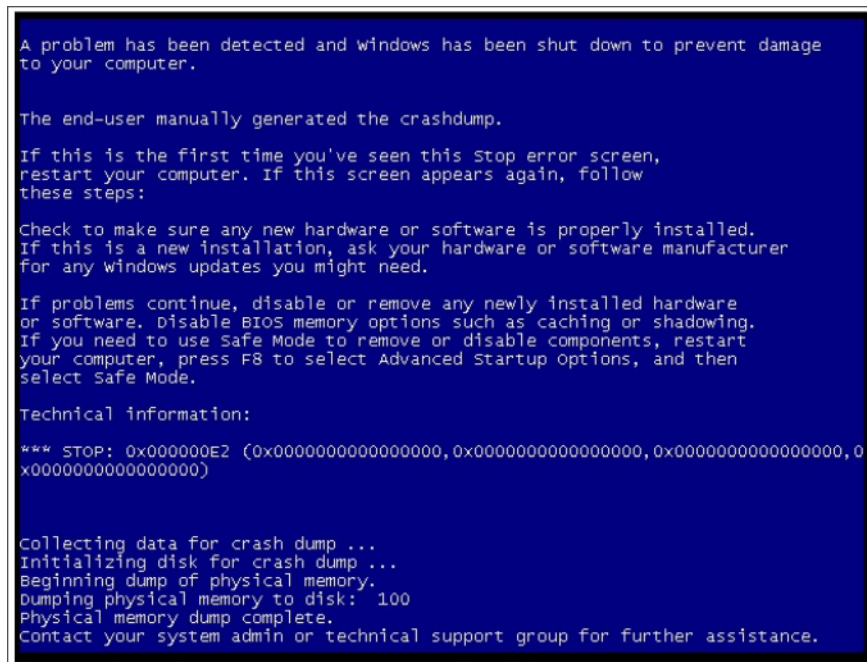 A problem has been detected and Windows has been shut down to prevent damage
to your computer.
The end-user manually generated the crashdump.
If this is the first time you've seen this Stop error screen,
restart your computer. If this screen appears again, follow
these steps:
Check to make sure any new hardware or software is properly installed.
If this is a new installation, ask your hardware or software manufacturer
for any Windows updates you might need.
If problems continue, disable or remove any newly installed hardware
or software. Disable BIOS memory options such as caching or shadowing.
If you need to use Safe Mode to remove or disable components, restart
your computer, press F8 to select Advanced Startup Options, and then
select Safe Mode.
Technical information:
*** STOP: 0x000000E2 (0x0000000000000000,0x0000000000000000,0x0000000000000000,0
x0000000000000000)
Collecting data for crash dump ...
Initializing disk for crash dump ...
Beginning dump of physical memory.
Dumping physical memory to disk:  100
Physical memory dump complete.
Contact your system admin or technical support group for further assistance.